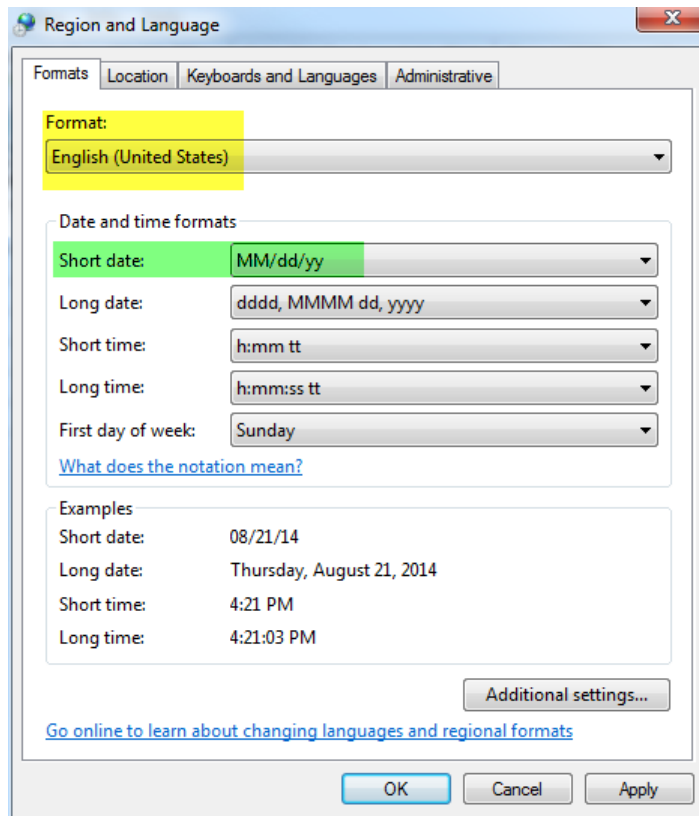 Region and Language
Formats Location Keyboards and Languages Administrative
Format:
English (United States)
Date and time formats
Short date: MM/dd/yy
Long date: dddd, MMMM dd, yyyy
Short time: h:mm tt
Long time: h:mm:ss tt
First day of week: Sunday
What does the notation mean?
Examples
Short date: 08/21/14
Long date: Thursday, August 21, 2014
Short time: 4:21 PM
Long time: 4:21:03 PM
Additional settings...
Go online to learn about changing languages and regional formats
OK Cancel Apply